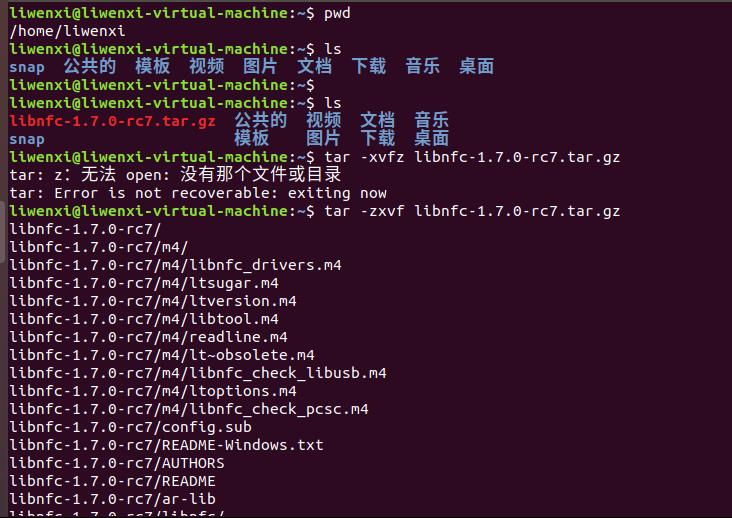 liwenxi@liwenxi-virtual-machine:~$ pwd
/home/liwenxi
liwenxi@liwenxi-virtual-machine:~$ ls
snap 公共的 模板 视频 图片 文档 下载 音乐 桌面
liwenxi@liwenxi-virtual-machine:~$
liwenxi@liwenxi-virtual-machine:~$ ls
libnfc-1.7.0-rc7.tar.gz 公共的 视频 文档 音乐
snap 模板 图片 下载 桌面
liwenxi@liwenxi-virtual-machine:~$ tar -xvfz libnfc-1.7.0-rc7.tar.gz
tar: z：无法 open: 没有那个文件或目录
tar: Error is not recoverable: exiting now
liwenxi@liwenxi-virtual-machine:~$ tar -zxvf libnfc-1.7.0-rc7.tar.gz
libnfc-1.7.0-rc7/
libnfc-1.7.0-rc7/m4/
libnfc-1.7.0-rc7/m4/libnfc_drivers.m4
libnfc-1.7.0-rc7/m4/ltsugar.m4
libnfc-1.7.0-rc7/m4/ltversion.m4
libnfc-1.7.0-rc7/m4/libtool.m4
libnfc-1.7.0-rc7/m4/readline.m4
libnfc-1.7.0-rc7/m4/lt~obsolete.m4
libnfc-1.7.0-rc7/m4/libnfc_check_libusb.m4
libnfc-1.7.0-rc7/m4/ltoptions.m4
libnfc-1.7.0-rc7/m4/libnfc_check_pcsc.m4
libnfc-1.7.0-rc7/config.sub
libnfc-1.7.0-rc7/README-Windows.txt
libnfc-1.7.0-rc7/AUTHORS
libnfc-1.7.0-rc7/README
libnfc-1.7.0-rc7/ar-lib
libnfc-1.7.0-rc7/libnfc/